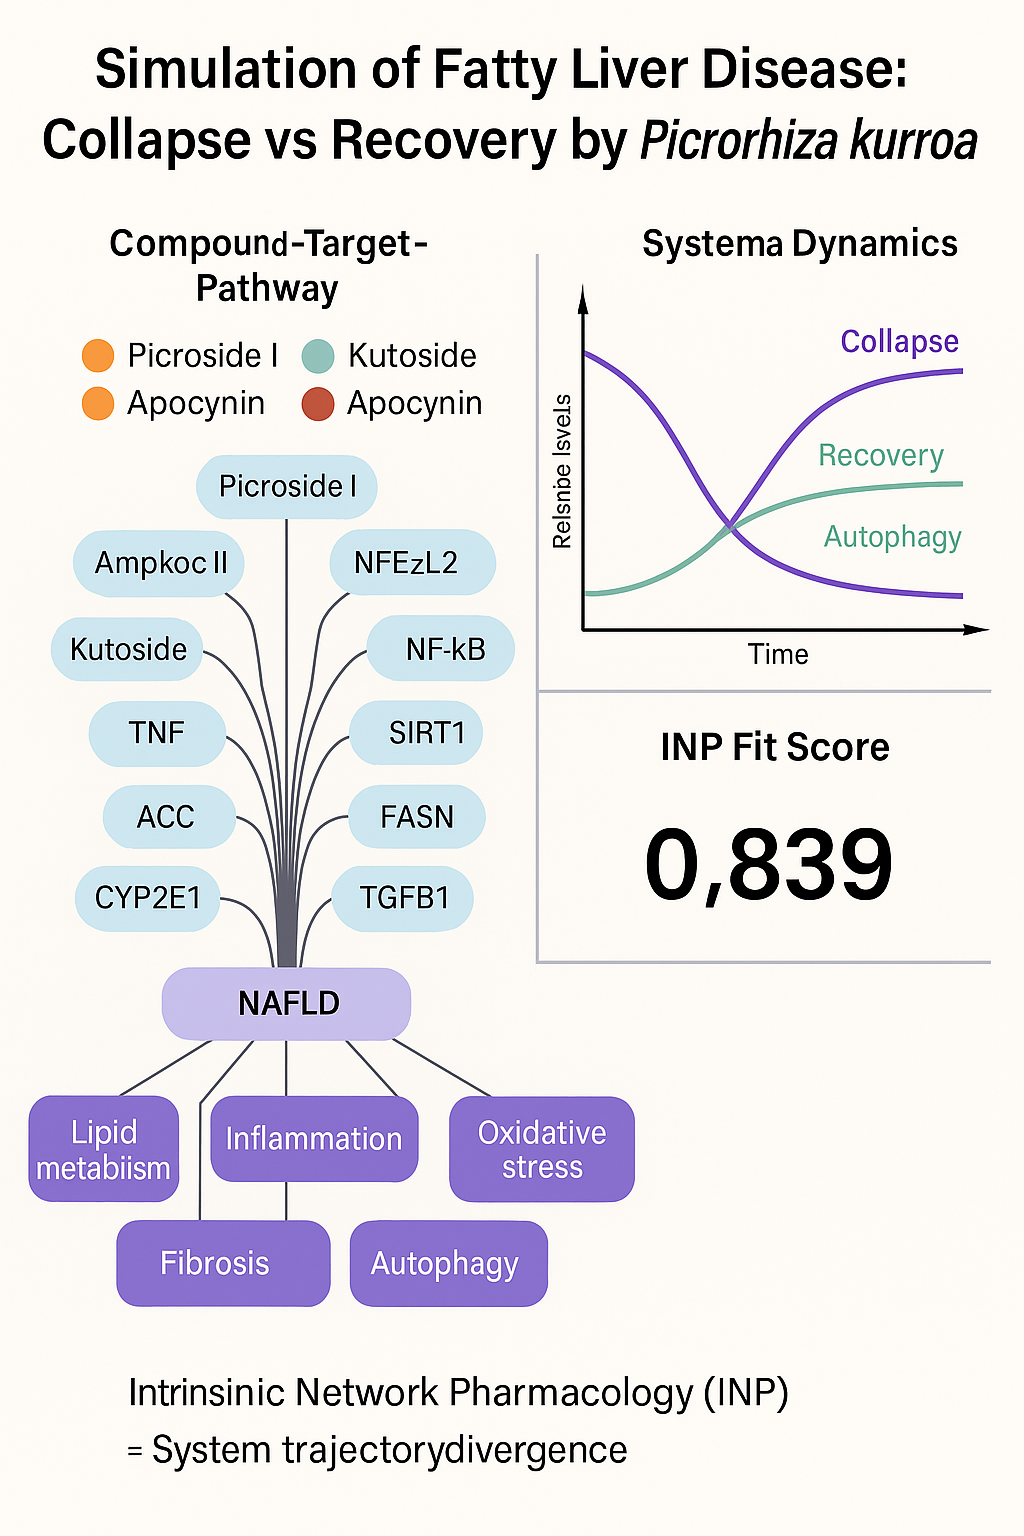 Simulation of Fatty Liver Disease:
Collapse vs Recovery by Picrorhiza kurroa
Compound-Target-
Pathway
Picroside I
Kutoside
Apocynin
Apocynin
Picroside I
Ampkoc II
NFEzL2
Kutoside
NF-kB
TNF
SIRT1
ACC
FASN
CYP2E1
TGFB1
NAFLD
Lipid
metabiism
Inflammation
Oxidative
stress
Fibrosis
Autophagy
Systema Dynamics
Collapse
Recovery
Autophagy
Time
INP Fit Score
0,839
Intrinsinic Network Pharmacology (INP)
= System trajectorydivergence